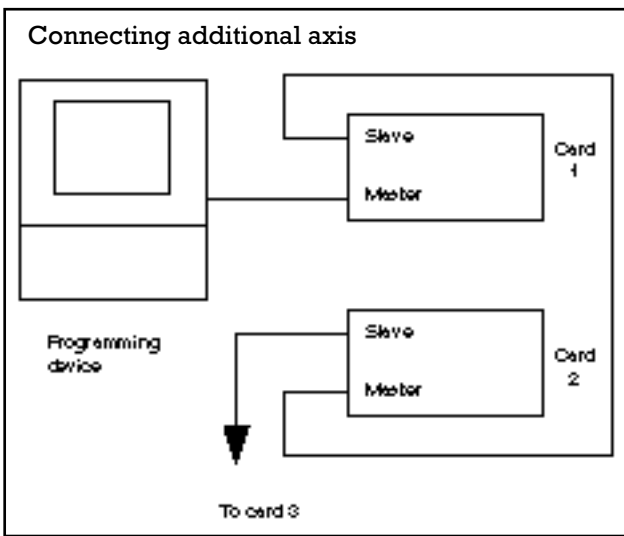 Connecting additional axis
Slave
Card
1
Master
Programming
device
Slave
Card
2
Master
To card 3